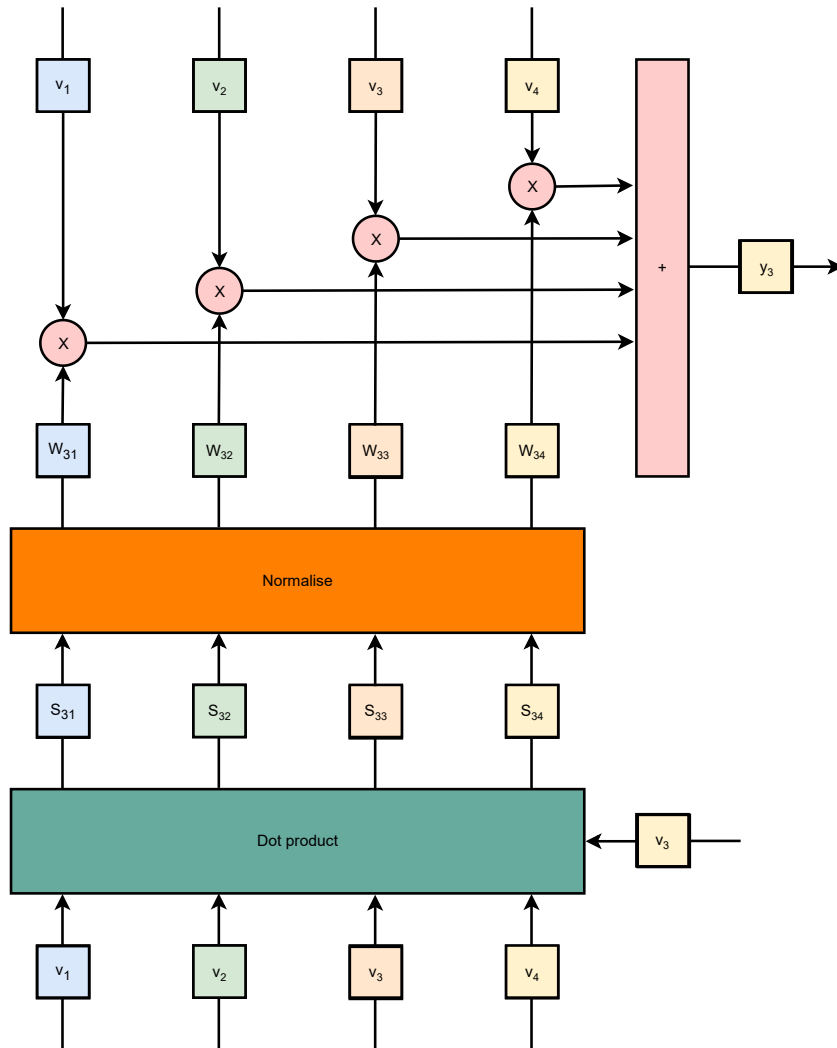 v₁ v₂ v₃ v₄
X
X
X
+ y₃
X
W₃₁ W₃₂ W₃₃ W₃₄
Normalise
S₃₁ S₃₂ S₃₃ S₃₄
Dot product v₃
v₁ v₂ v₃ v₄